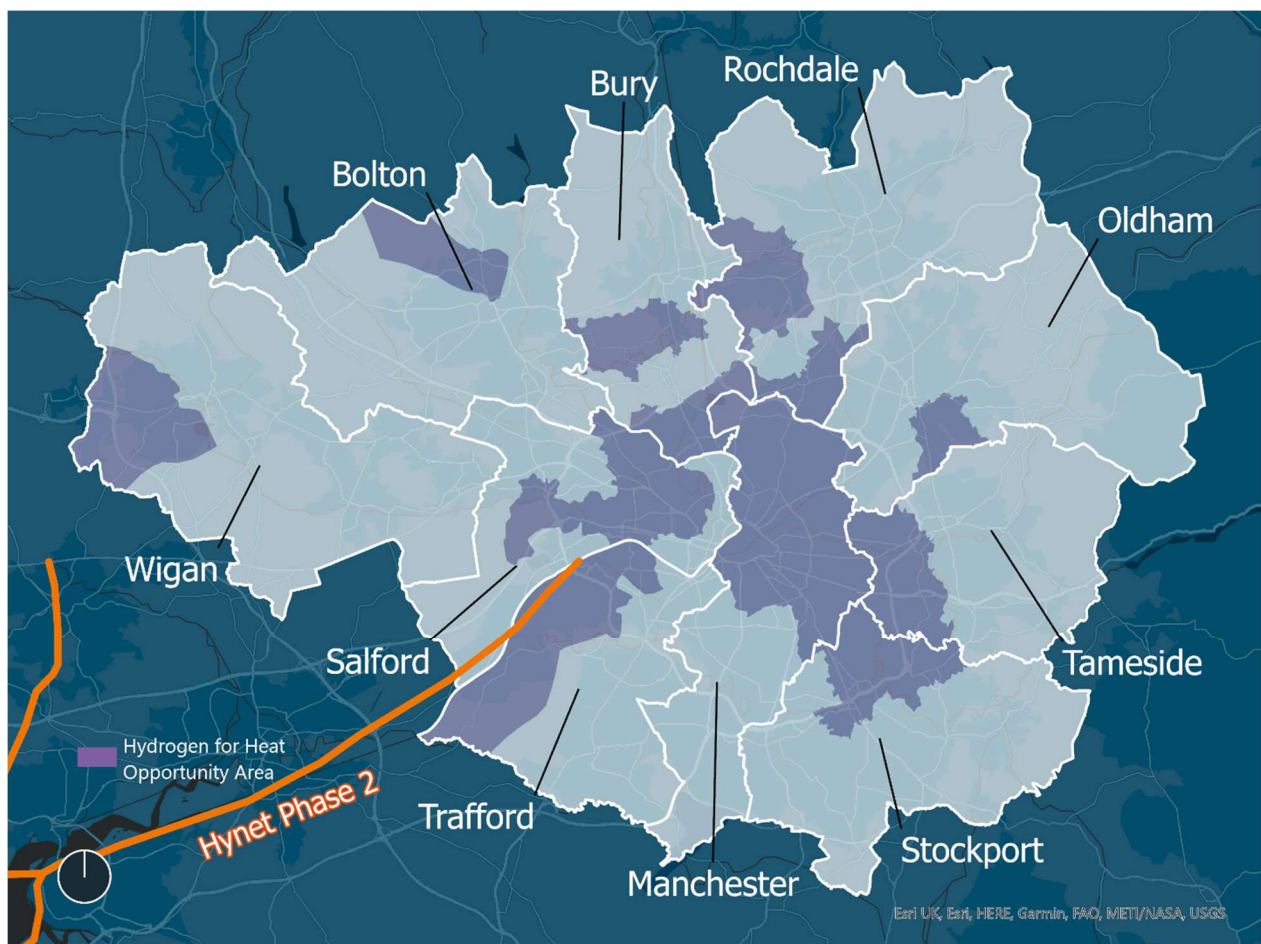 Rochdale
Bury
Bolton
Oldham
Wigan
Salford
Tameside
Hydrogen for Heat
Opportunity Area
Hynet Phase 2
Trafford
Stockport
Manchester
Esri UK, Esri, HERE, Garmin, FAO, METI/NASA, USGS